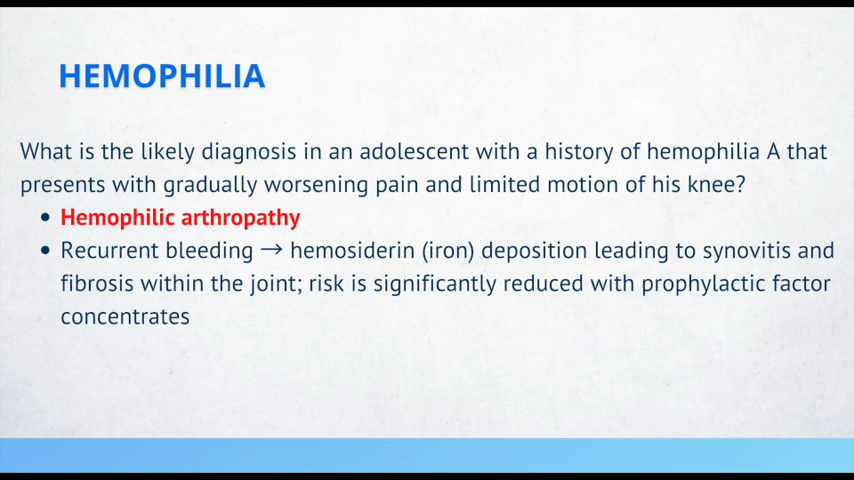 HEMOPHILIA
What is the likely diagnosis in an adolescent with a history of hemophilia A that
presents with gradually worsening pain and limited motion of his knee?
• Hemophilic arthropathy
• Recurrent bleeding → hemosiderin (iron) deposition leading to synovitis and
fibrosis within the joint; risk is significantly reduced with prophylactic factor
concentrates